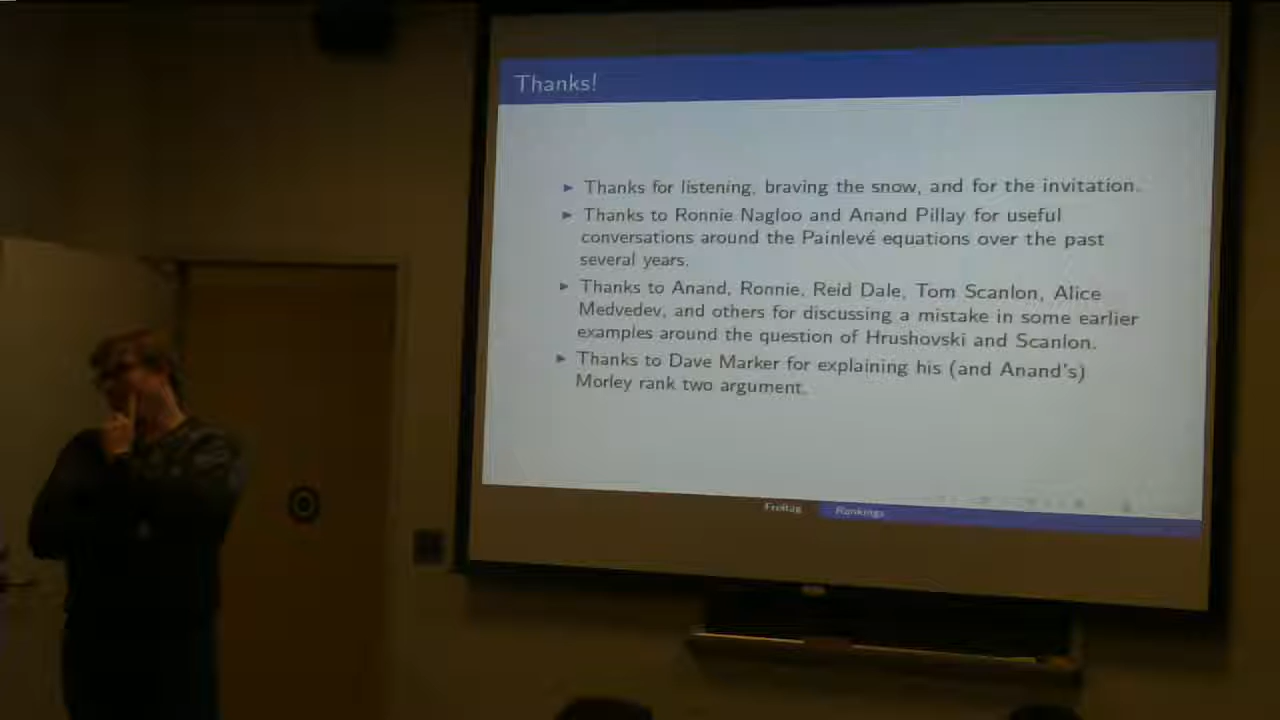 Thanks!
▶ Thanks for listening, braving the snow, and for the invitation.
▶ Thanks to Ronnie Nagloo and Anand Pillay for useful
conversations around the Painlevé equations over the past
several years.
▶ Thanks to Anand, Ronnie, Reid Dale, Tom Scanlon, Alice
Medvedev, and others for discussing a mistake in some earlier
examples around the question of Hrushovski and Scanlon.
▶ Thanks to Dave Marker for explaining his (and Anand's)
Morley rank two argument.
Freitag Rankings